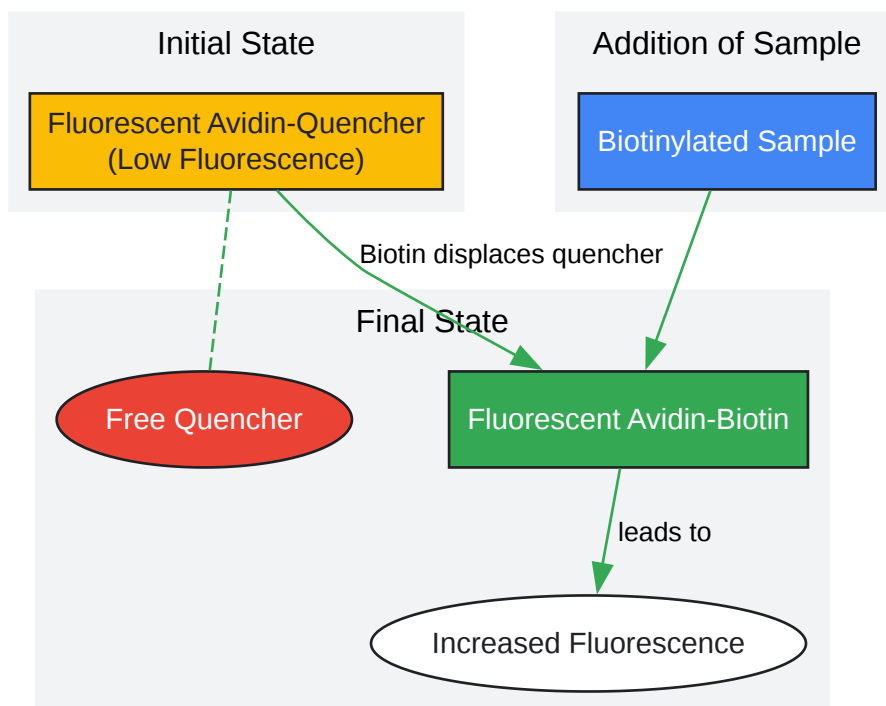 Initial State
Addition of Sample
Fluorescent Avidin-Quencher
(Low Fluorescence)
Biotinylated Sample
Biotin displaces quencher
Final State
Free Quencher
Fluorescent Avidin-Biotin
leads to
Increased Fluorescence